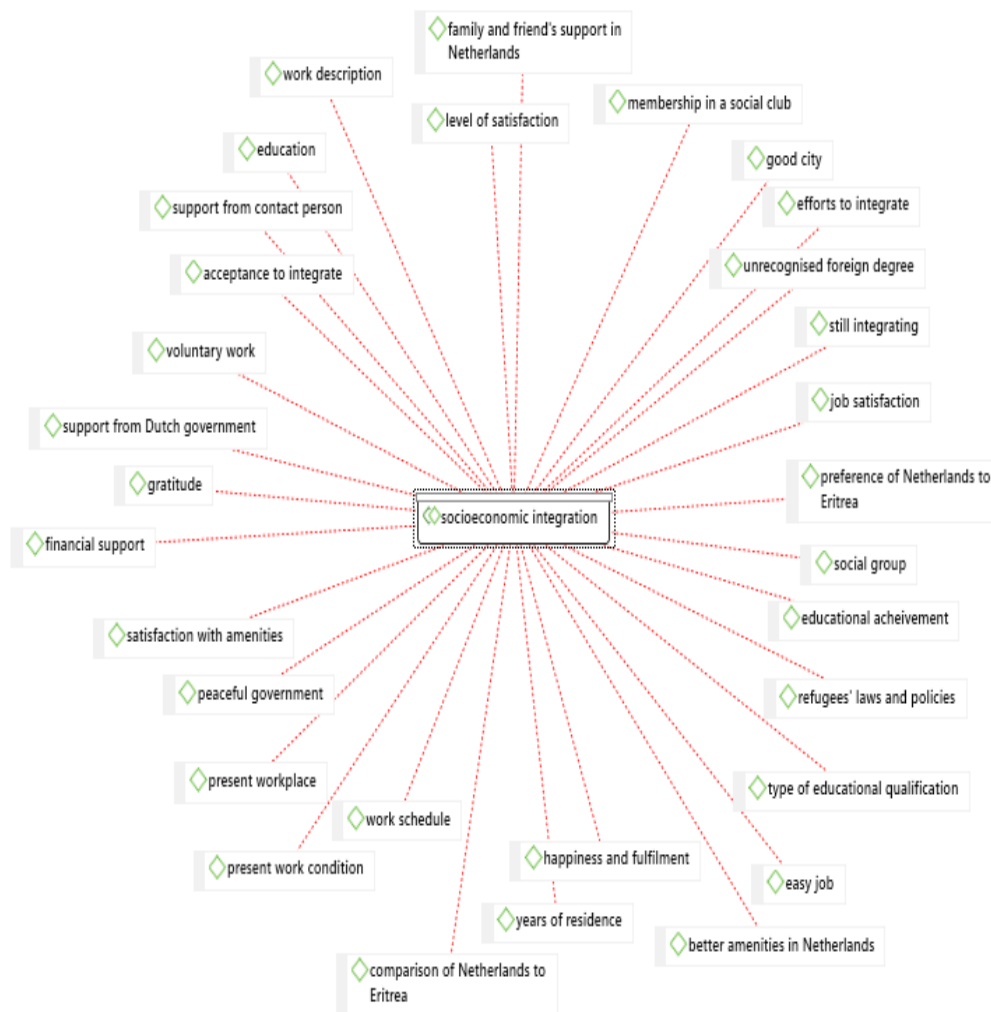 family and friend's support in
Netherlands
work description
level of satisfaction
membership in a social club
education
good city
support from contact person
efforts to integrate
acceptance to integrate
unrecognised foreign degree
still integrating
voluntary work
job satisfaction
support from Dutch government
gratitude
preference of Netherlands to
Eritrea
socioeconomic integration
financial support
social group
educational acheivement
satisfaction with amenities
peaceful government
refugees' laws and policies
present workplace
type of educational qualification
work schedule
happiness and fulfilment
present work condition
easy job
years of residence
better amenities in Netherlands
comparison of Netherlands to
Eritrea